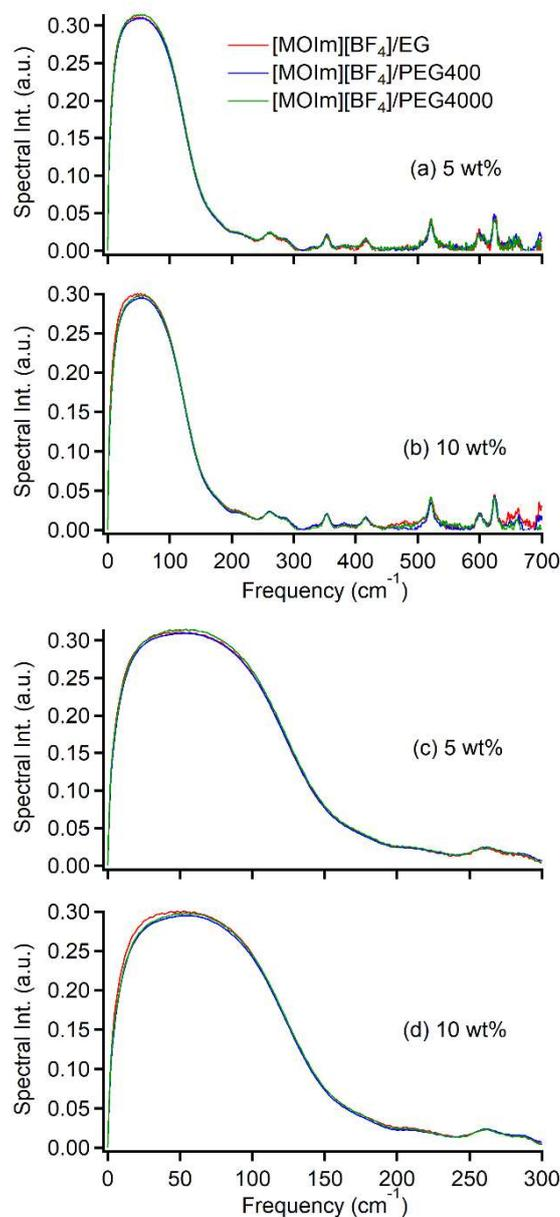 0.30
0.25
0.20
0.15
0.10
0.05
0.00
Spectral Int. (a.u.)
[MOIm][BF4]/EG
[MOIm][BF4]/PEG400
[MOIm][BF4]/PEG4000
(a) 5 wt%
0.30
0.25
0.20
0.15
0.10
0.05
0.00
Spectral Int. (a.u.)
(b) 10 wt%
0 100 200 300 400 500 600 700
Frequency (cm-1)
0.30
0.25
0.20
0.15
0.10
0.05
0.00
Spectral Int. (a.u.)
(c) 5 wt%
0.30
0.25
0.20
0.15
0.10
0.05
0.00
Spectral Int. (a.u.)
(d) 10 wt%
0 50 100 150 200 250 300
Frequency (cm-1)